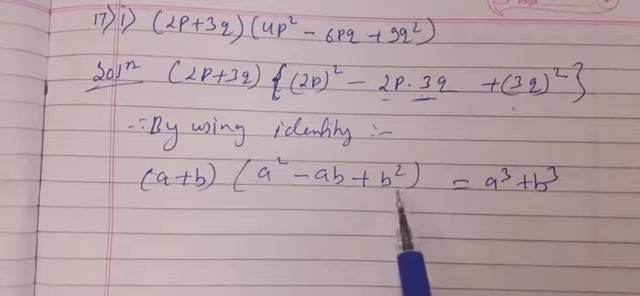 17) i) (2p+3q) (4p² - 6pq + 9q²)
Solⁿ (2p+3q) {(2p)² - 2p . 3q + (3q)²}
∴ By using identity :-
(a+b) (a² - ab + b²) = a³ + b³